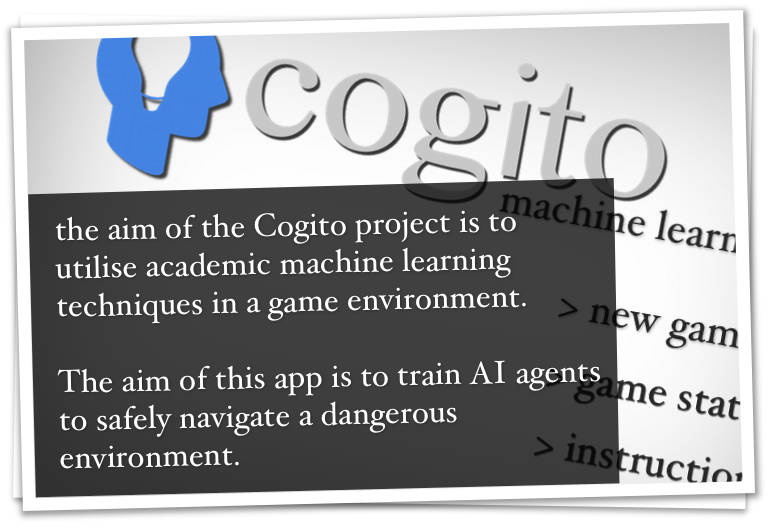 cogito
machine learn
the aim of the Cogito project is to
utilise academic machine learning
techniques in a game environment.
> new gam
The aim of this app is to train AI agents
to safely navigate a dangerous
environment.
> game stat
> instructio